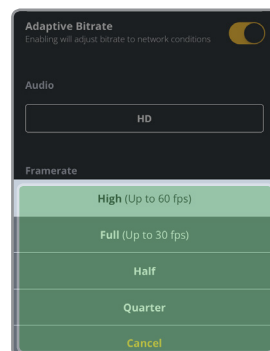 Adaptive Bitrate
Enabling will adjust bitrate to network conditions
Audio
HD
Framerate
High (Up to 60 fps)
Full (Up to 30 fps)
Half
Quarter
Cancel